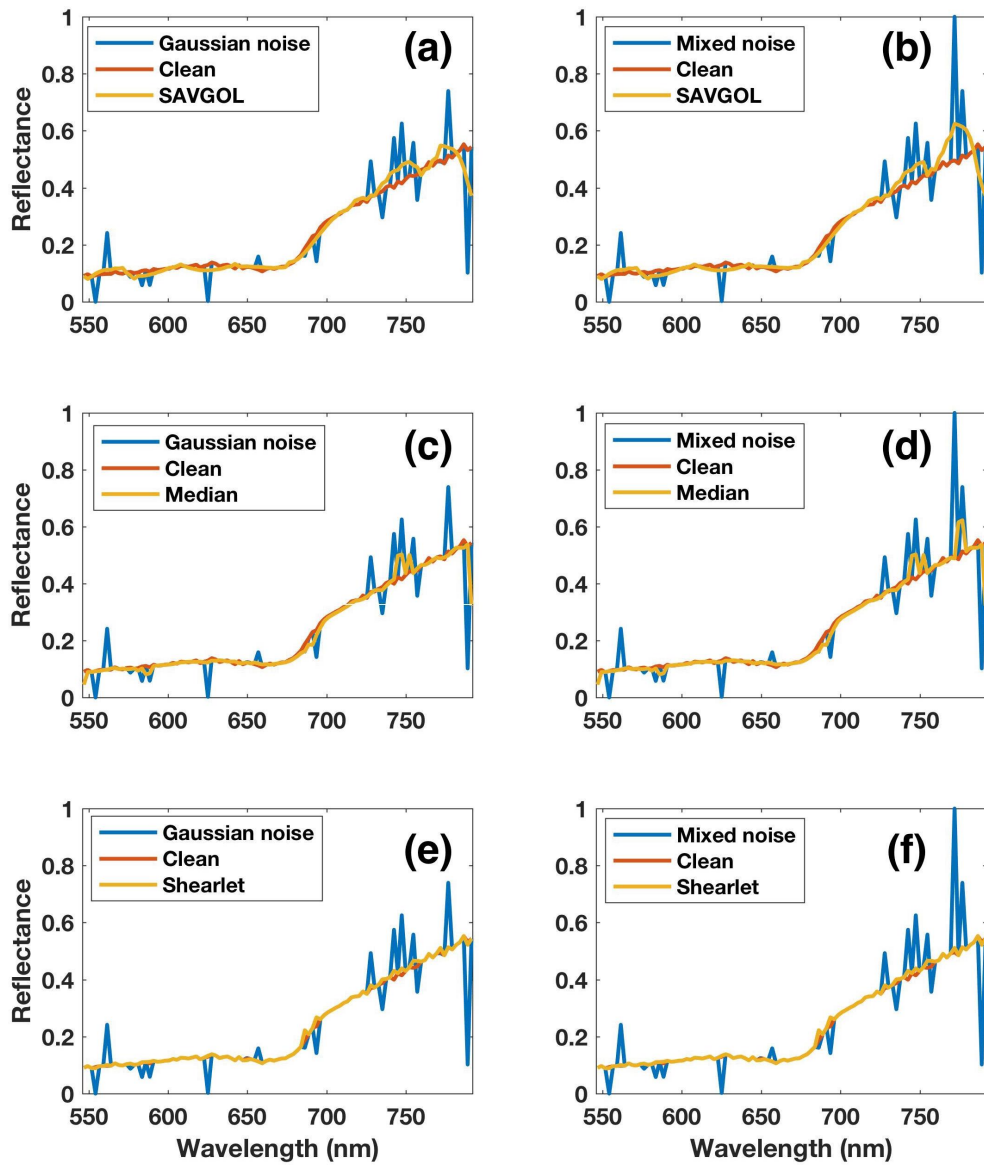 1
0.8
0.6
0.4
0.2
0
Reflectance
Gaussian noise
Clean
SAVGOL
(a)
550 600 650 700 750
1
0.8
0.6
0.4
0.2
0
Mixed noise
Clean
SAVGOL
(b)
550 600 650 700 750
1
0.8
0.6
0.4
0.2
0
Reflectance
Gaussian noise
Clean
Median
(c)
550 600 650 700 750
1
0.8
0.6
0.4
0.2
0
Mixed noise
Clean
Median
(d)
550 600 650 700 750
1
0.8
0.6
0.4
0.2
0
Reflectance
Gaussian noise
Clean
Shearlet
(e)
550 600 650 700 750
Wavelength (nm)
1
0.8
0.6
0.4
0.2
0
Mixed noise
Clean
Shearlet
(f)
550 600 650 700 750
Wavelength (nm)